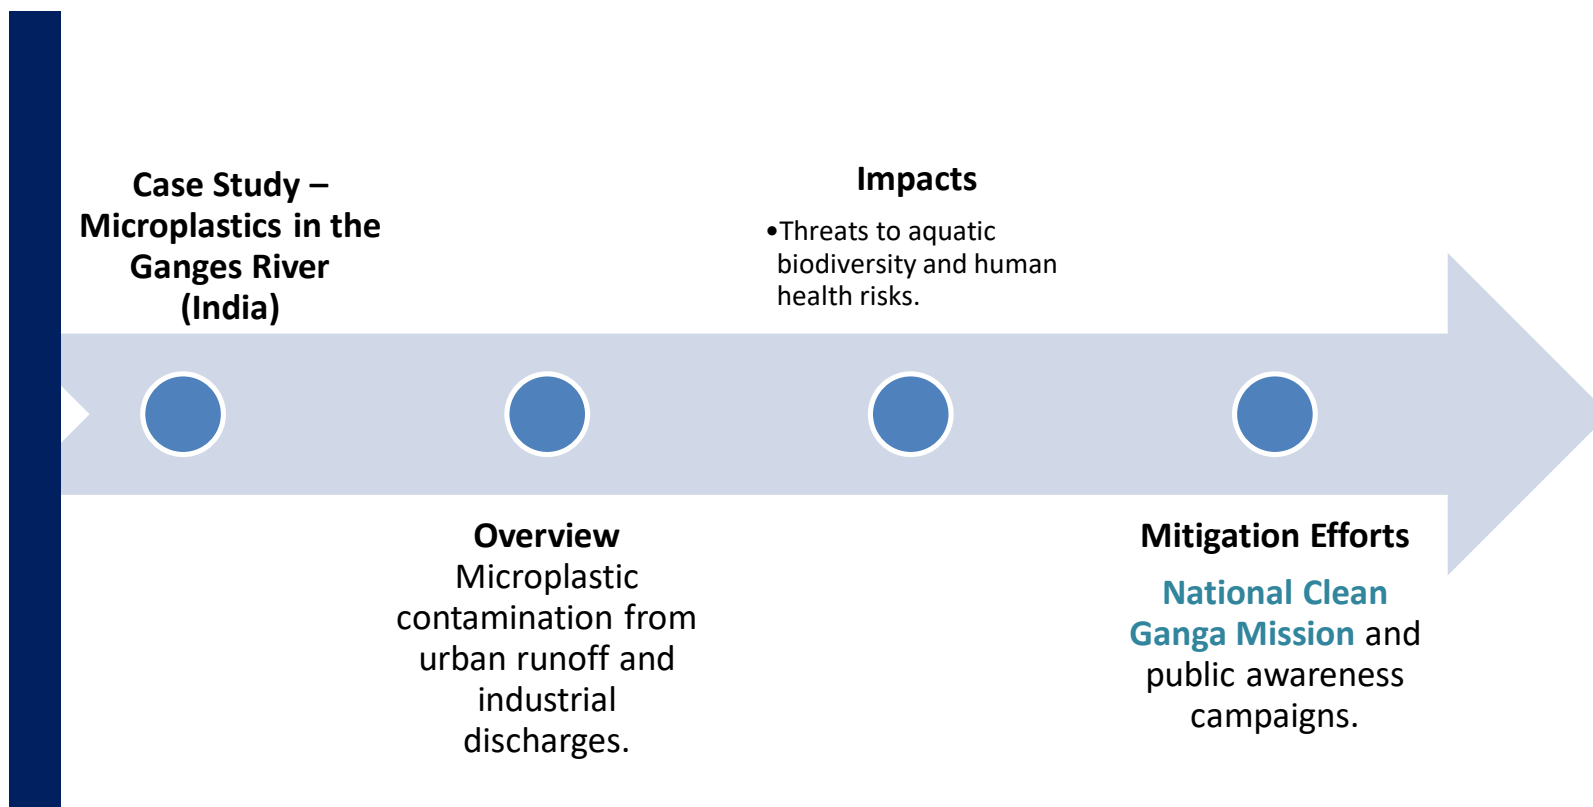 Case Study –
Microplastics in the
Ganges River
(India)
Overview
Microplastic
contamination from
urban runoff and
industrial
discharges.
Impacts
•Threats to aquatic
biodiversity and human
health risks.
Mitigation Efforts
National Clean
Ganga Mission and
public awareness
campaigns.